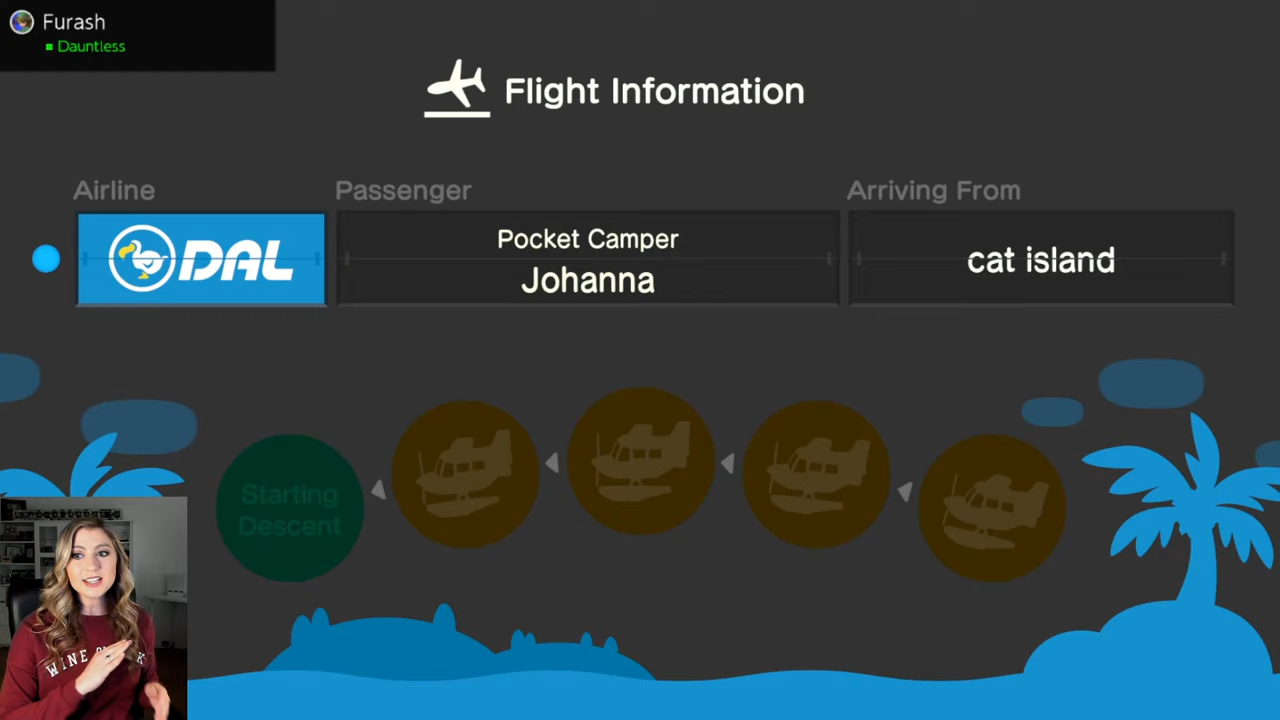 Furash
Dauntless
Flight Information
Airline
Passenger
Arriving From
DAL
Pocket Camper
Johanna
cat island
Starting
Descent